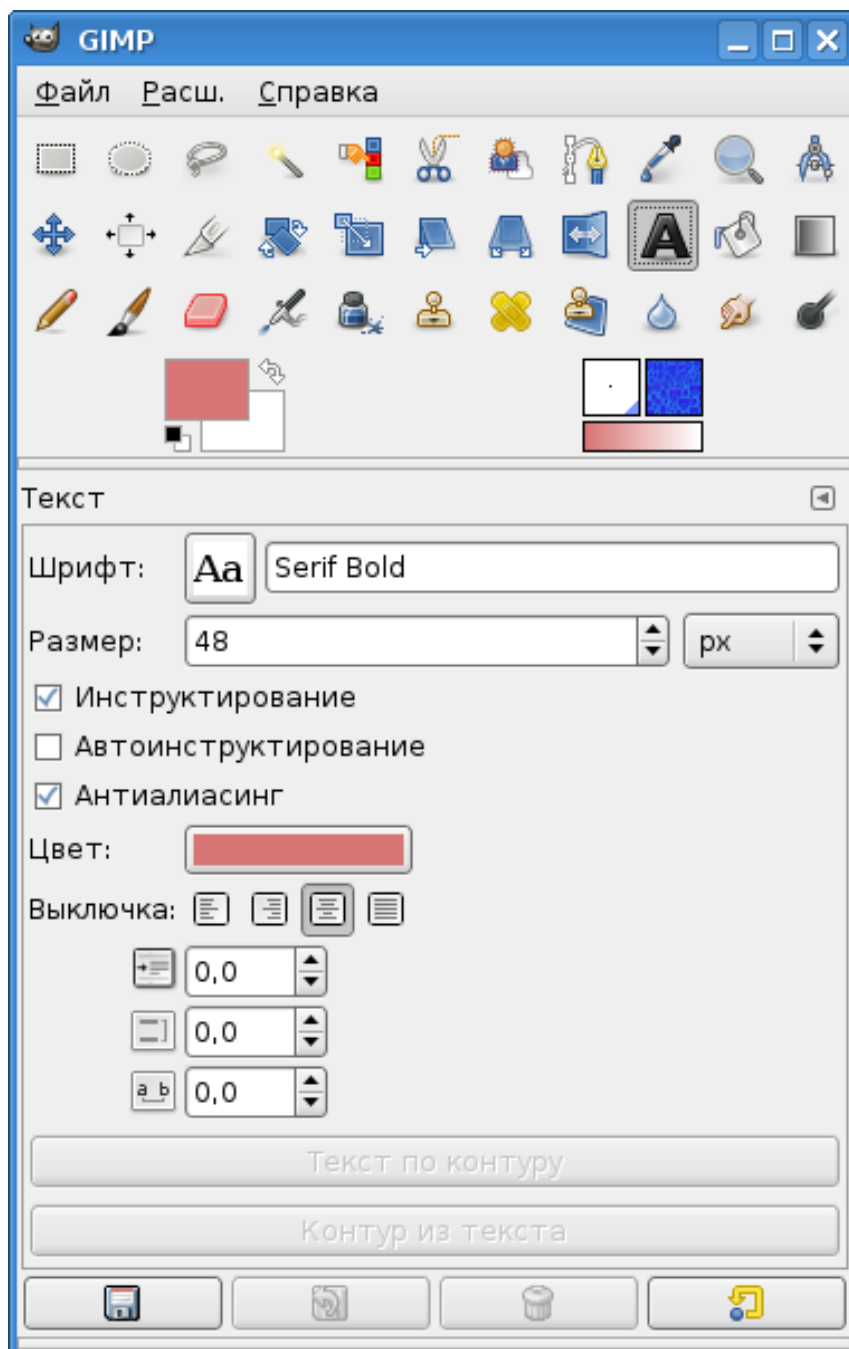 GIMP
Файл Расш. Справка
Текст
Шрифт: Aa Serif Bold
Размер: 48 px
Инструктирование
Автоинструктирование
Антиалиасинг
Цвет:
Выключка:
0,0
0,0
a b 0,0
Текст по контуру
Контур из текста